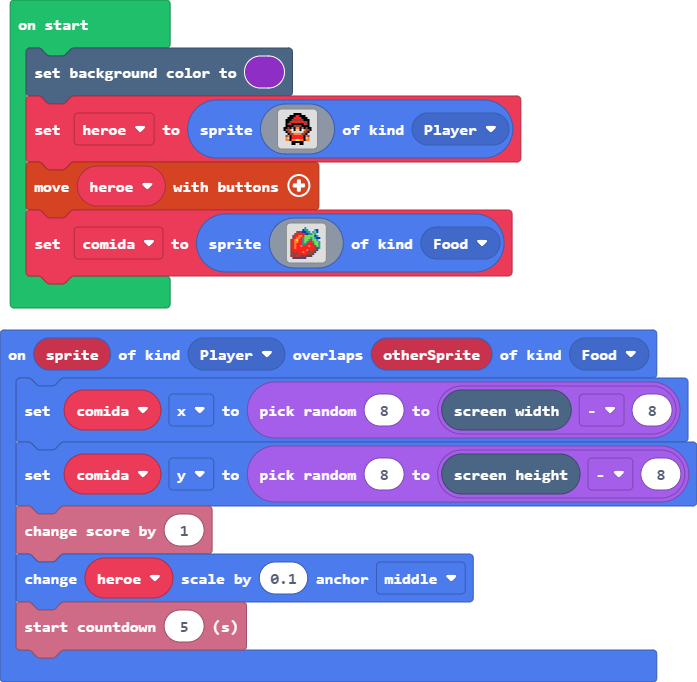 on start
set background color to
set heroe to sprite of kind Player
move heroe with buttons
set comida to sprite of kind Food
on sprite of kind Player overlaps otherSprite of kind Food
set comida x to pick random 8 to screen width - 8
set comida y to pick random 8 to screen height - 8
change score by 1
change heroe scale by 0.1 anchor middle
start countdown 5 (s)